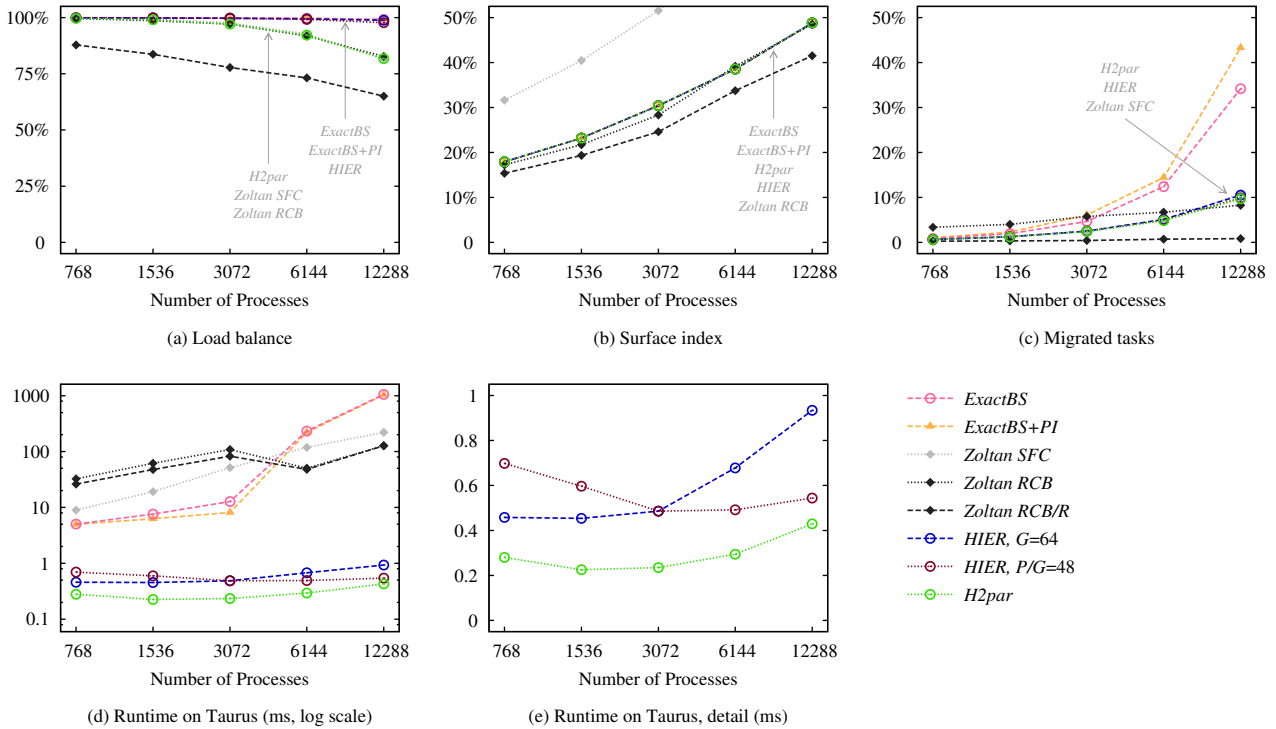 100%
75%
50%
25%
0
768 1536 3072 6144 12288
Number of Processes
(a) Load balance
ExactBS
ExactBS+PI
HIER
H2par
Zoltan SFC
Zoltan RCB
50%
40%
30%
20%
10%
0
768 1536 3072 6144 12288
Number of Processes
(b) Surface index
ExactBS
ExactBS+PI
H2par
HIER
Zoltan RCB
50%
40%
30%
20%
10%
0
768 1536 3072 6144 12288
Number of Processes
(c) Migrated tasks
H2par
HIER
Zoltan SFC
1000
100
10
1
0.1
768 1536 3072 6144 12288
Number of Processes
(d) Runtime on Taurus (ms, log scale)
1
0.8
0.6
0.4
0.2
0
768 1536 3072 6144 12288
Number of Processes
(e) Runtime on Taurus, detail (ms)
ExactBS
ExactBS+PI
Zoltan SFC
Zoltan RCB
Zoltan RCB/R
HIER, G=64
HIER, P/G=48
H2par